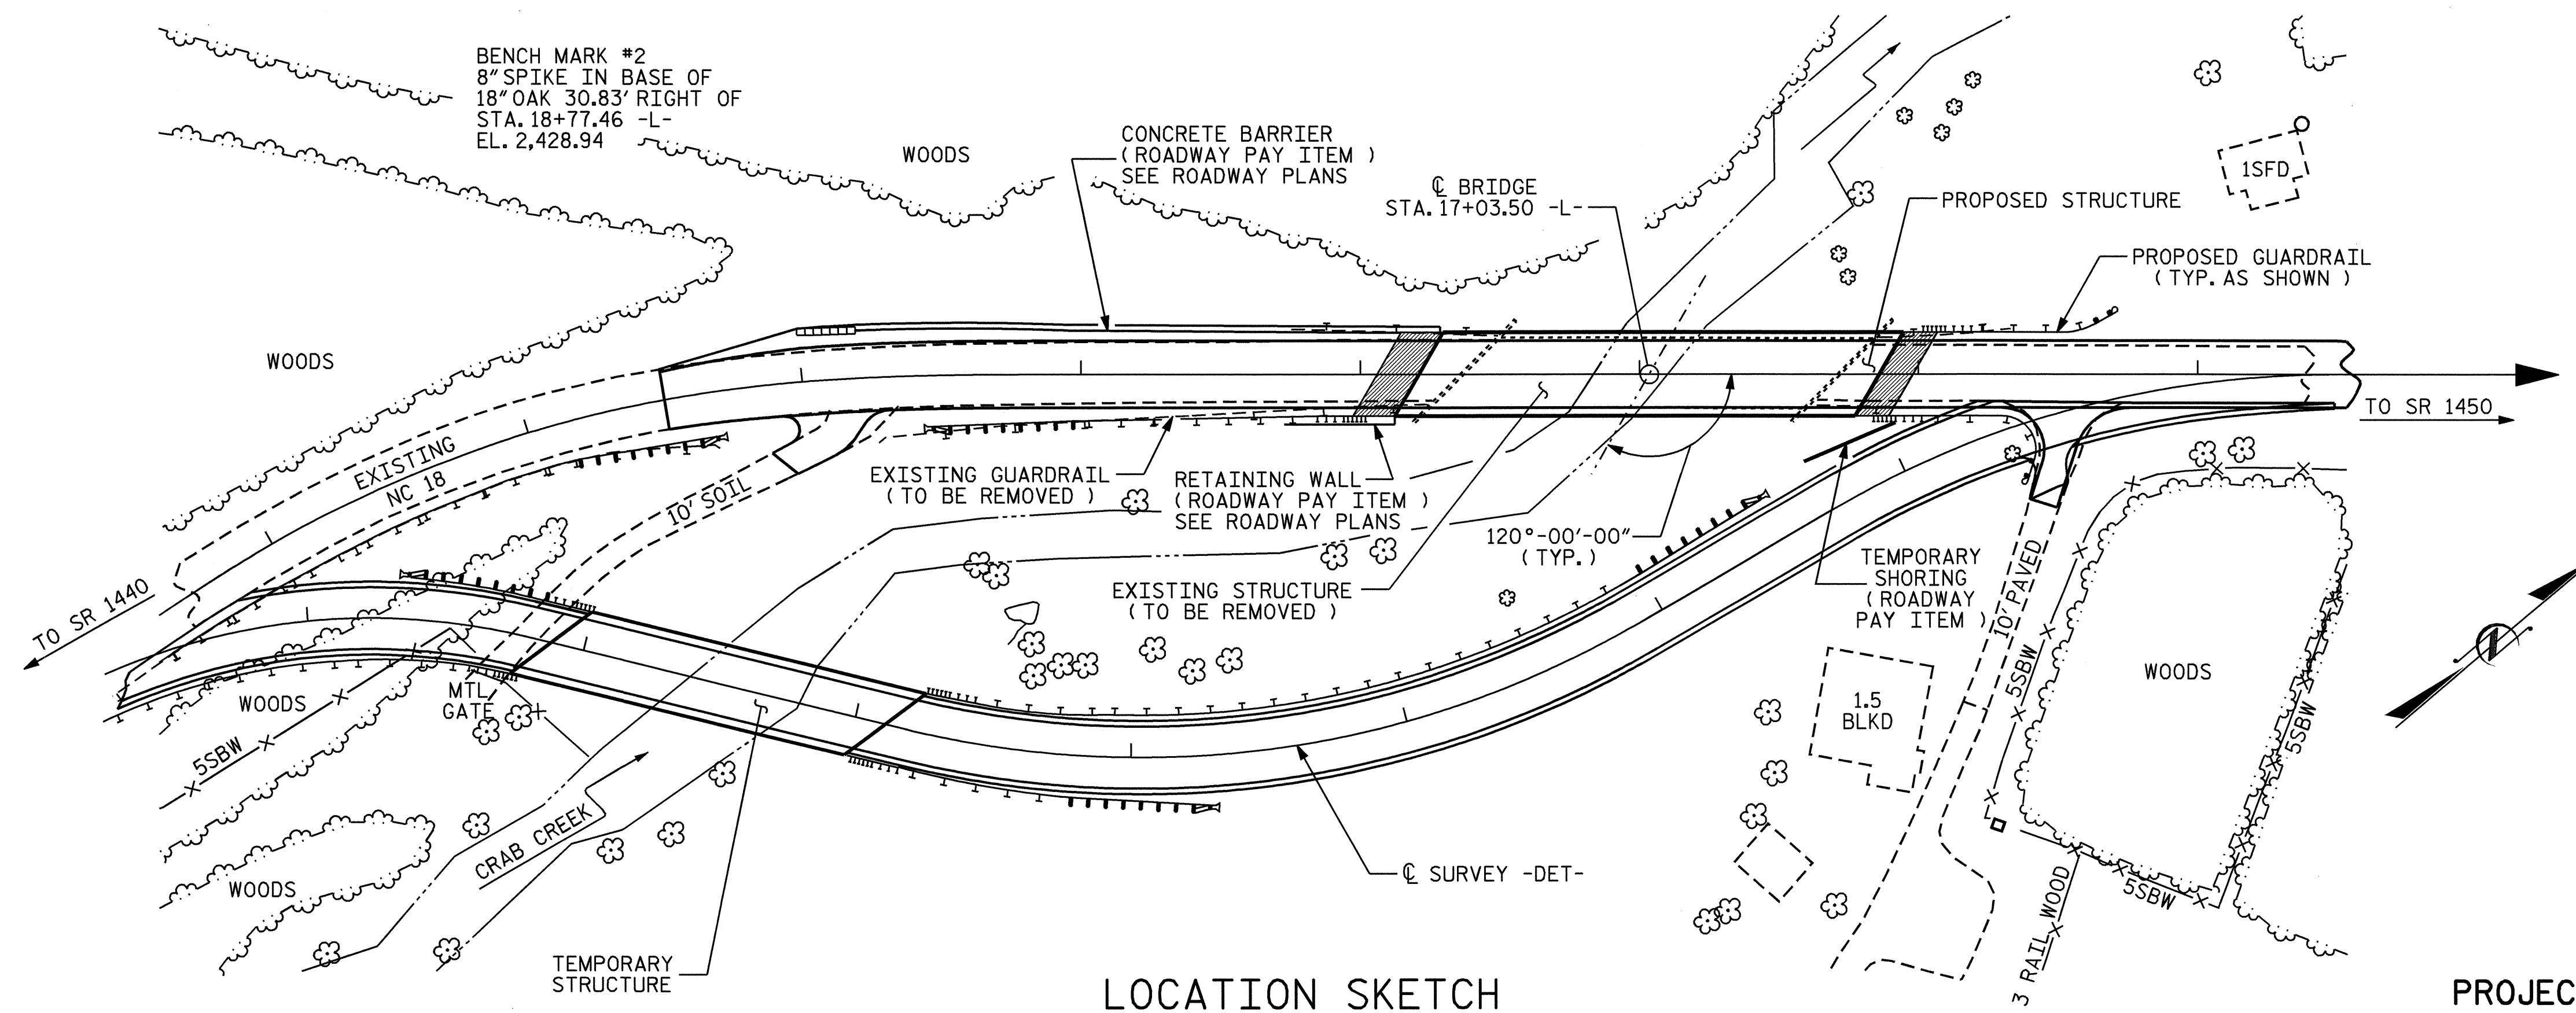 BENCH MARK #2
8" SPIKE IN BASE OF
18" OAK 30.83' RIGHT OF
STA. 18+77.46 -L-
EL. 2,428.94
WOODS
CONCRETE BARRIER
( ROADWAY PAY ITEM )
SEE ROADWAY PLANS
℄ BRIDGE
STA. 17+03.50 -L-
PROPOSED STRUCTURE
1SFD
PROPOSED GUARDRAIL
( TYP. AS SHOWN )
WOODS
TO SR 1450
EXISTING
NC 18
10' SOIL
EXISTING GUARDRAIL
( TO BE REMOVED )
RETAINING WALL
( ROADWAY PAY ITEM )
SEE ROADWAY PLANS
120°-00'-00"
( TYP. )
EXISTING STRUCTURE
( TO BE REMOVED )
TEMPORARY
SHORING
( ROADWAY
PAY ITEM )
10' PAVED
TO SR 1440
5SBW
WOODS
5SBW
N
MTL
GATE
WOODS
1.5
BLKD
5SBW
CRAB CREEK
WOODS
℄ SURVEY -DET-
3 RAIL WOOD
5SBW
TEMPORARY
STRUCTURE
LOCATION SKETCH
PROJEC